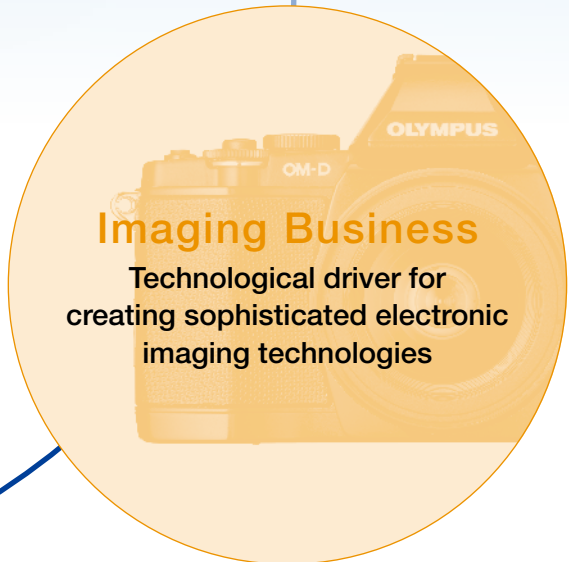 OLYMPUS
OM-D
Imaging Business
Technological driver for
creating sophisticated electronic
imaging technologies